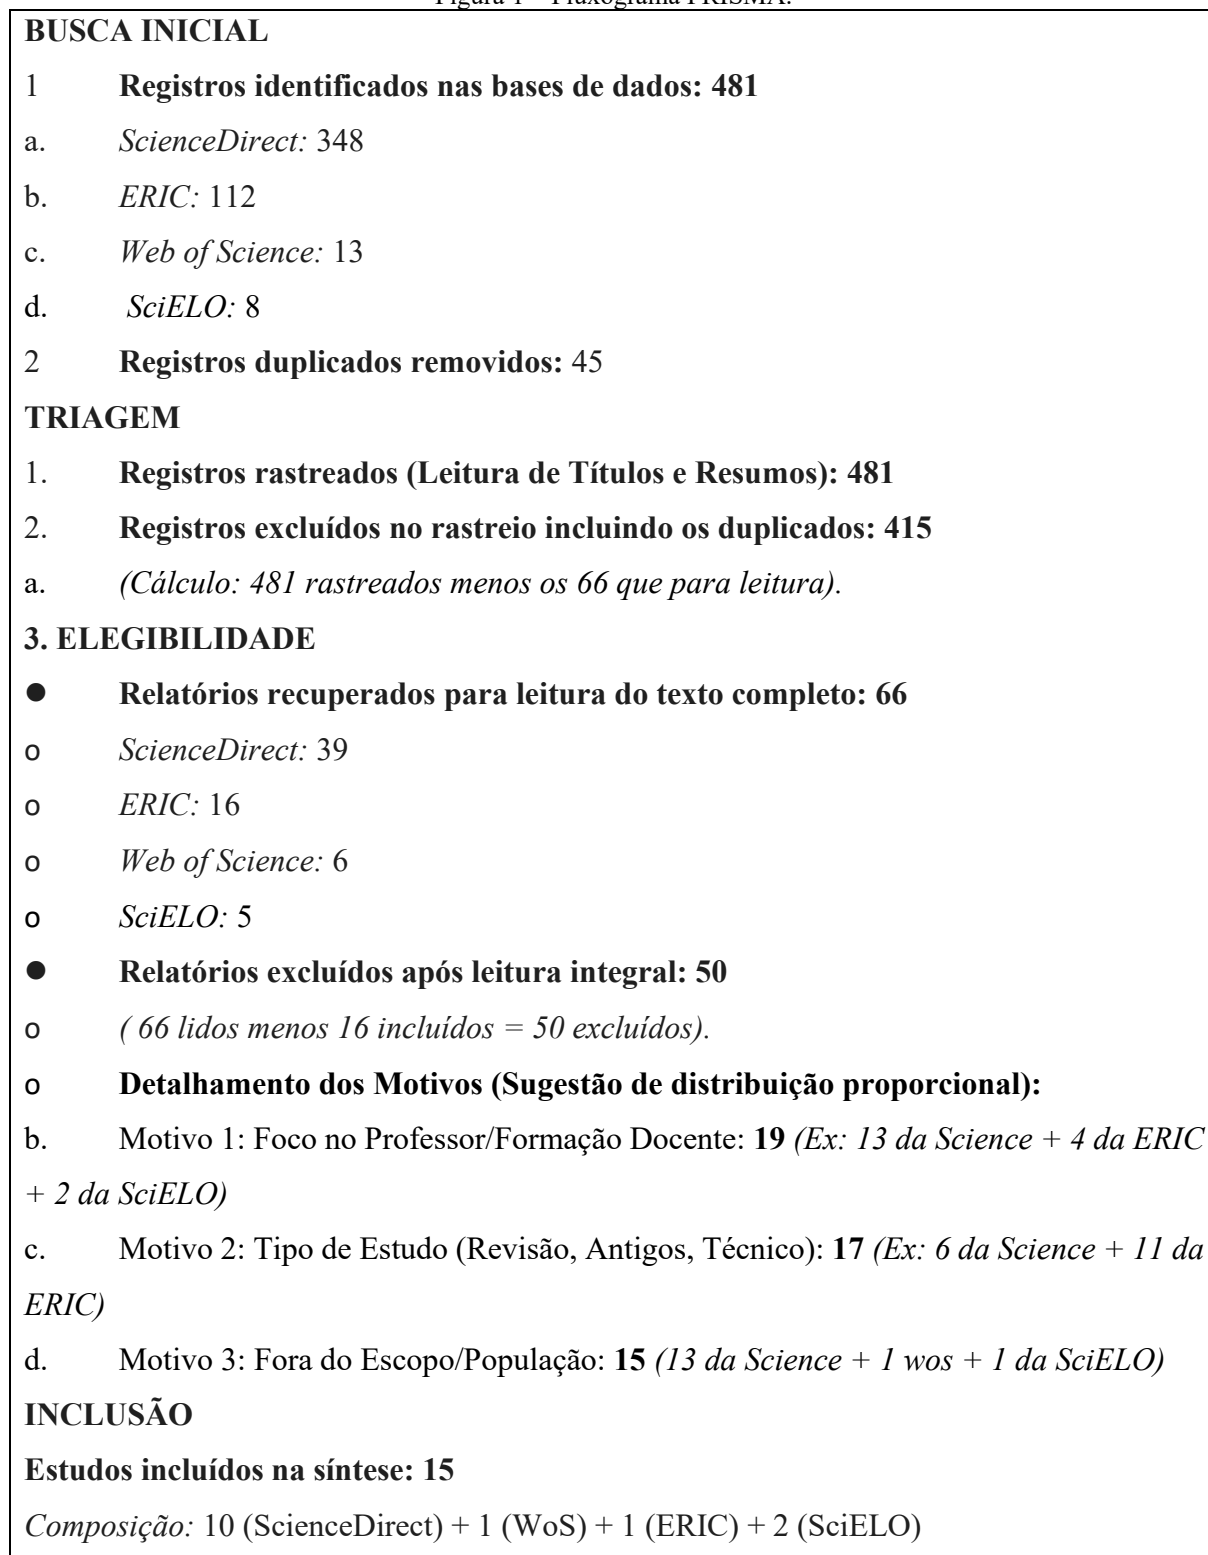 Figura 1 – Fluxograma PRISMA.
BUSCA INICIAL
1 Registros identificados nas bases de dados: 481
a. ScienceDirect: 348
b. ERIC: 112
c. Web of Science: 13
d. SciELO: 8
2 Registros duplicados removidos: 45
TRIAGEM
1. Registros rastreados (Leitura de Títulos e Resumos): 481
2. Registros excluídos no rastreio incluindo os duplicados: 415
a. (Cálculo: 481 rastreados menos os 66 que para leitura).
3. ELEGIBILIDADE
● Relatórios recuperados para leitura do texto completo: 66
o ScienceDirect: 39
o ERIC: 16
o Web of Science: 6
o SciELO: 5
● Relatórios excluídos após leitura integral: 50
o ( 66 lidos menos 16 incluídos = 50 excluídos).
o Detalhamento dos Motivos (Sugestão de distribuição proporcional):
b. Motivo 1: Foco no Professor/Formação Docente: 19 (Ex: 13 da Science + 4 da ERIC
+ 2 da SciELO)
c. Motivo 2: Tipo de Estudo (Revisão, Antigos, Técnico): 17 (Ex: 6 da Science + 11 da
ERIC)
d. Motivo 3: Fora do Escopo/População: 15 (13 da Science + 1 wos + 1 da SciELO)
INCLUSÃO
Estudos incluídos na síntese: 15
Composição: 10 (ScienceDirect) + 1 (WoS) + 1 (ERIC) + 2 (SciELO)